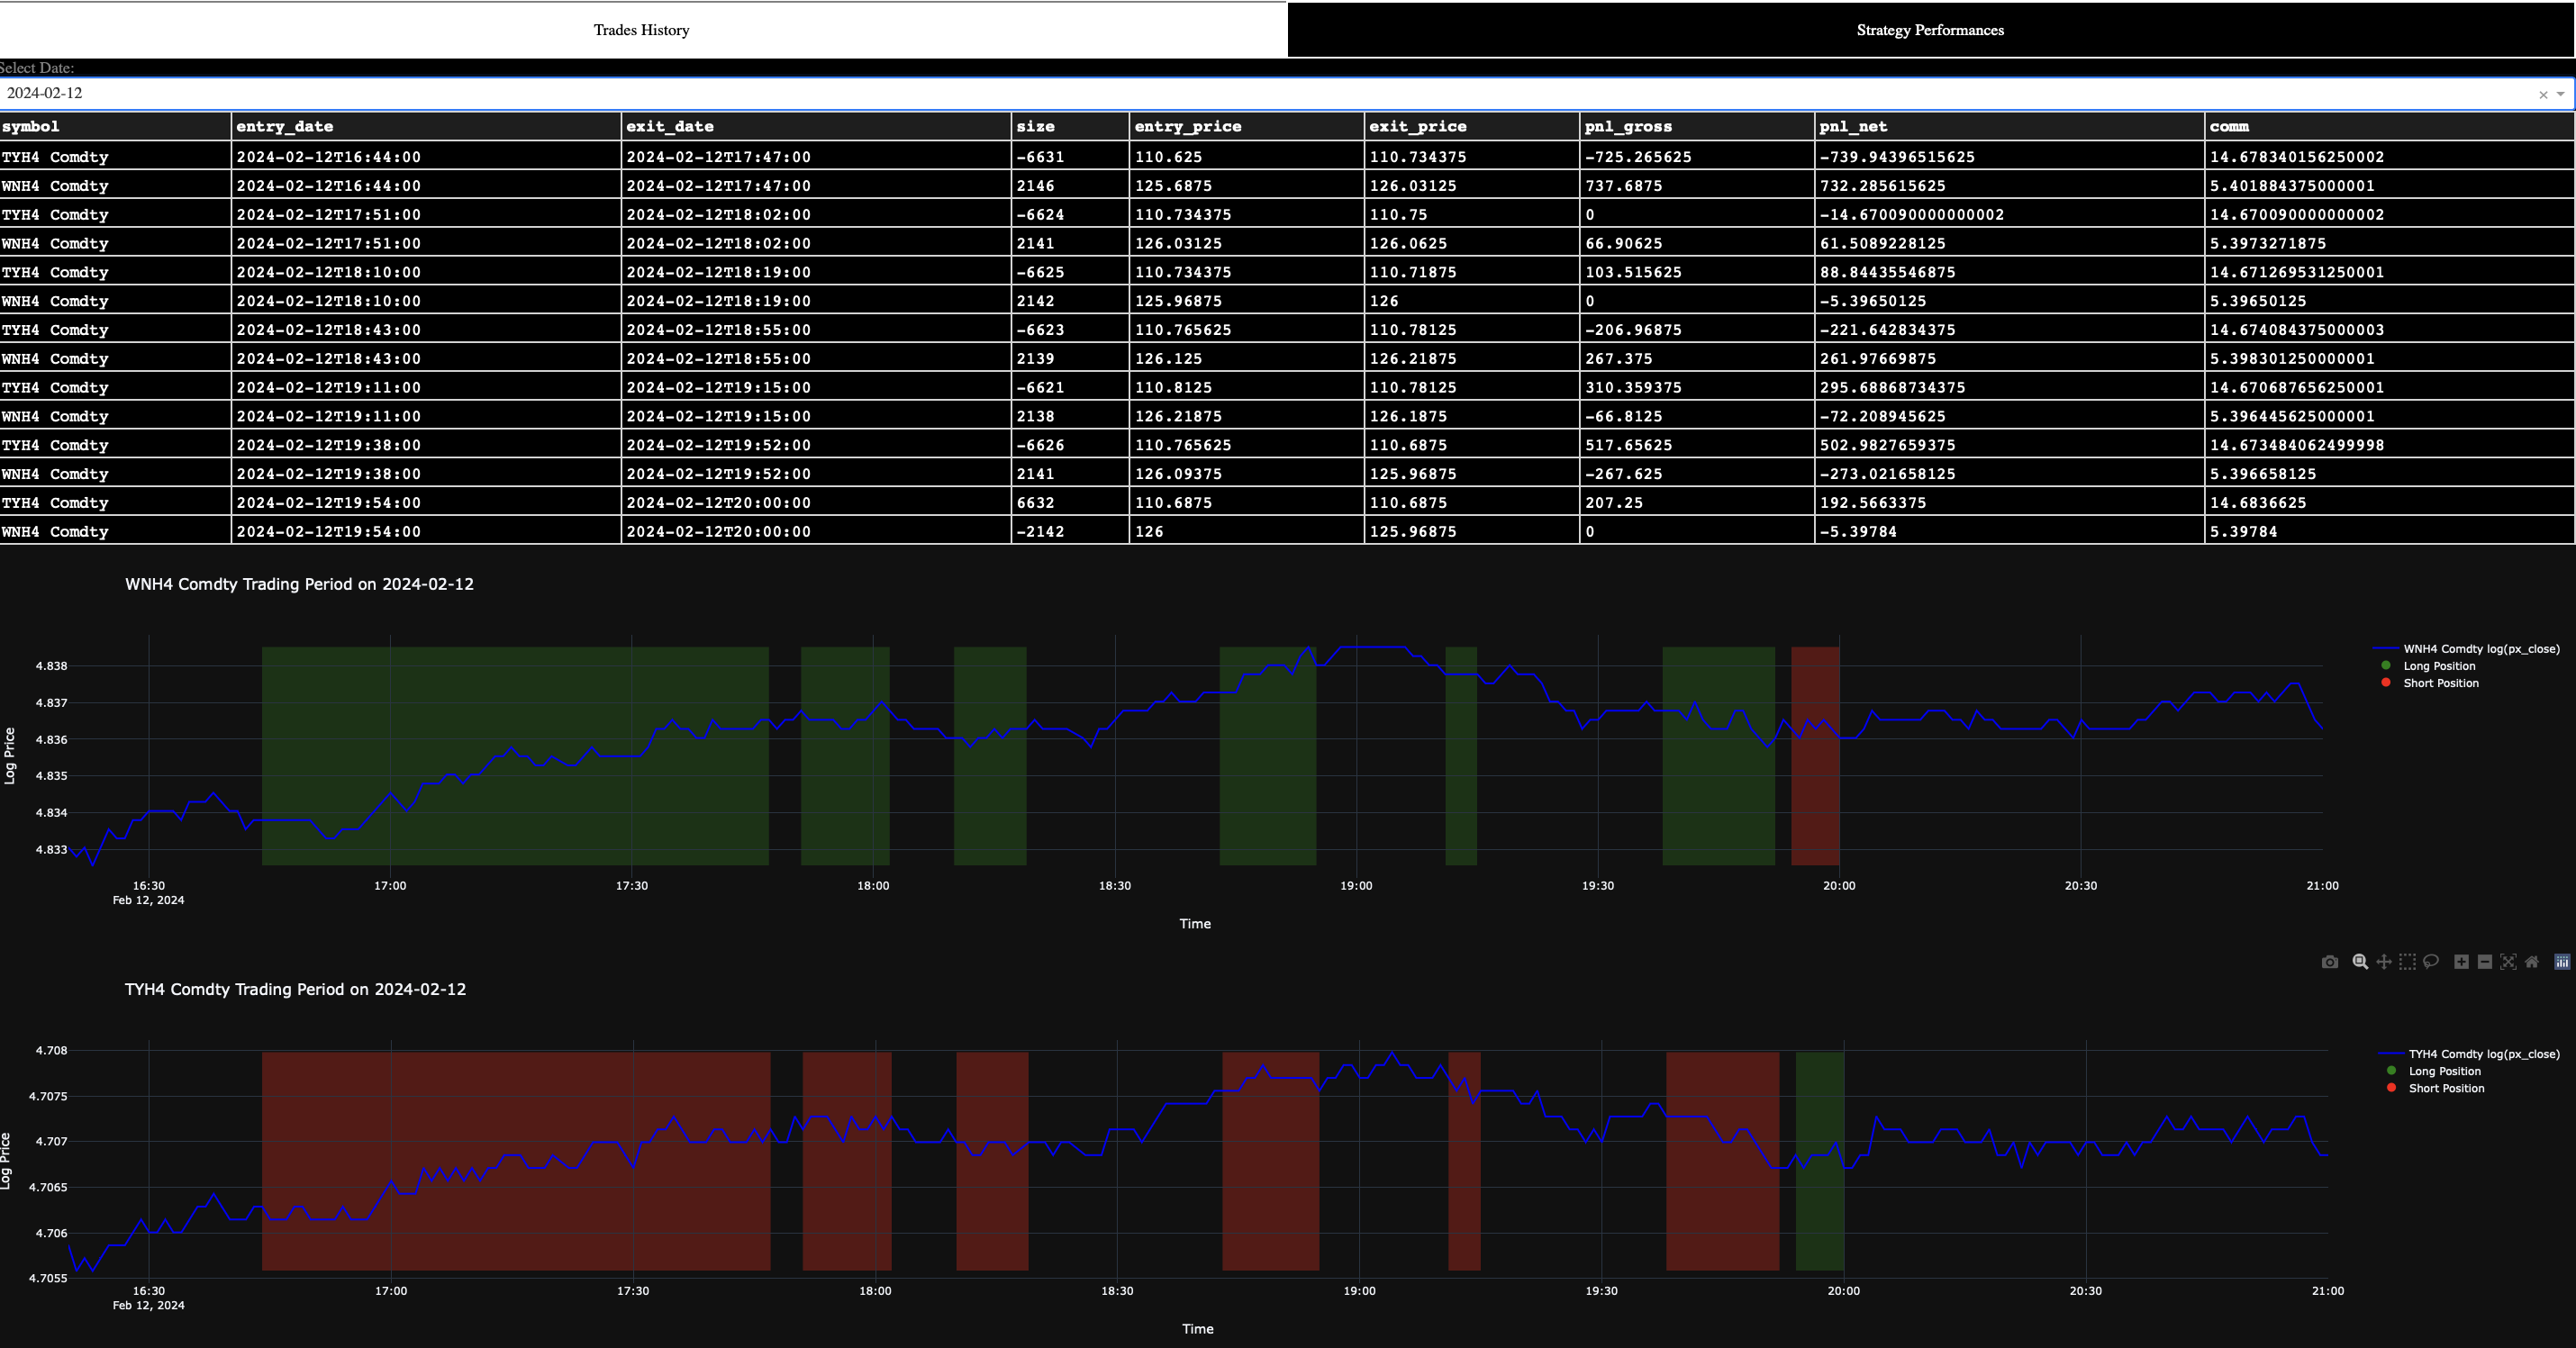 Trades History Strategy Performances
Select Date:
2024-02-12
symbol entry_date exit_date size entry_price exit_price pnl_gross pnl_net comm
TYH4 Comdty 2024-02-12T16:44:00 2024-02-12T17:47:00 -6631 110.625 110.734375 -725.265625 -739.94396515625 14.678340156250002
WNH4 Comdty 2024-02-12T16:44:00 2024-02-12T17:47:00 2146 125.6875 126.03125 737.6875 732.285615625 5.401884375000001
TYH4 Comdty 2024-02-12T17:51:00 2024-02-12T18:02:00 -6624 110.734375 110.75 0 -14.670090000000002 14.670090000000002
WNH4 Comdty 2024-02-12T17:51:00 2024-02-12T18:02:00 2141 126.03125 126.0625 66.90625 61.5089228125 5.3973271875
TYH4 Comdty 2024-02-12T18:10:00 2024-02-12T18:19:00 -6625 110.734375 110.71875 103.515625 88.84435546875 14.671269531250001
WNH4 Comdty 2024-02-12T18:10:00 2024-02-12T18:19:00 2142 125.96875 126 0 -5.39650125 5.39650125
TYH4 Comdty 2024-02-12T18:43:00 2024-02-12T18:55:00 -6623 110.765625 110.78125 -206.96875 -221.642834375 14.674084375000003
WNH4 Comdty 2024-02-12T18:43:00 2024-02-12T18:55:00 2139 126.125 126.21875 267.375 261.97669875 5.398301250000001
TYH4 Comdty 2024-02-12T19:11:00 2024-02-12T19:15:00 -6621 110.8125 110.78125 310.359375 295.68868734375 14.670687656250001
WNH4 Comdty 2024-02-12T19:11:00 2024-02-12T19:15:00 2138 126.21875 126.1875 -66.8125 -72.208945625 5.396445625000001
TYH4 Comdty 2024-02-12T19:38:00 2024-02-12T19:52:00 -6626 110.765625 110.6875 517.65625 502.9827659375 14.673484062499998
WNH4 Comdty 2024-02-12T19:38:00 2024-02-12T19:52:00 2141 126.09375 125.96875 -267.625 -273.021658125 5.396658125
TYH4 Comdty 2024-02-12T19:54:00 2024-02-12T20:00:00 6632 110.6875 110.6875 207.25 192.5663375 14.6836625
WNH4 Comdty 2024-02-12T19:54:00 2024-02-12T20:00:00 -2142 126 125.96875 0 -5.39784 5.39784
WNH4 Comdty Trading Period on 2024-02-12
WNH4 Comdty log(px_close)
Long Position
Short Position
4.838
4.837
4.836
4.835
4.834
4.833
Log Price
16:30 17:00 17:30 18:00 18:30 19:00 19:30 20:00 20:30 21:00
Feb 12, 2024
Time
TYH4 Comdty Trading Period on 2024-02-12
TYH4 Comdty log(px_close)
Long Position
Short Position
4.708
4.7075
4.707
4.7065
4.706
4.7055
Log Price
16:30 17:00 17:30 18:00 18:30 19:00 19:30 20:00 20:30 21:00
Feb 12, 2024
Time